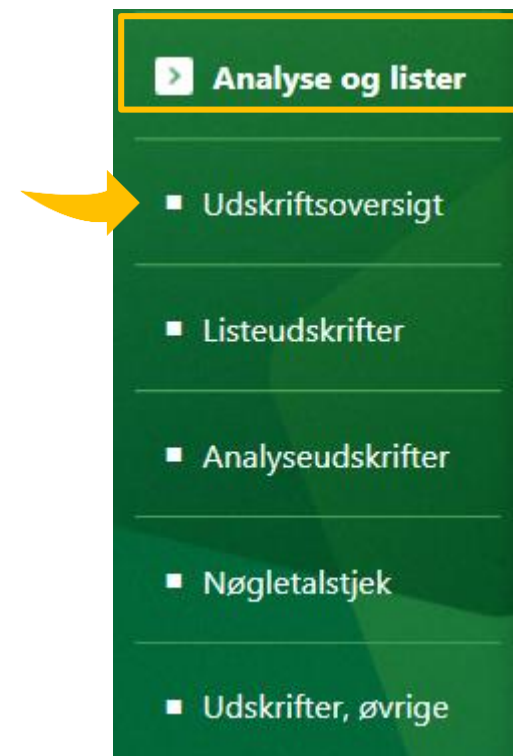 Analyse og lister
Udskriftsoversigt
Listeudskrifter
Analyseudskrifter
Nøgletalstjek
Udskrifter, øvrige